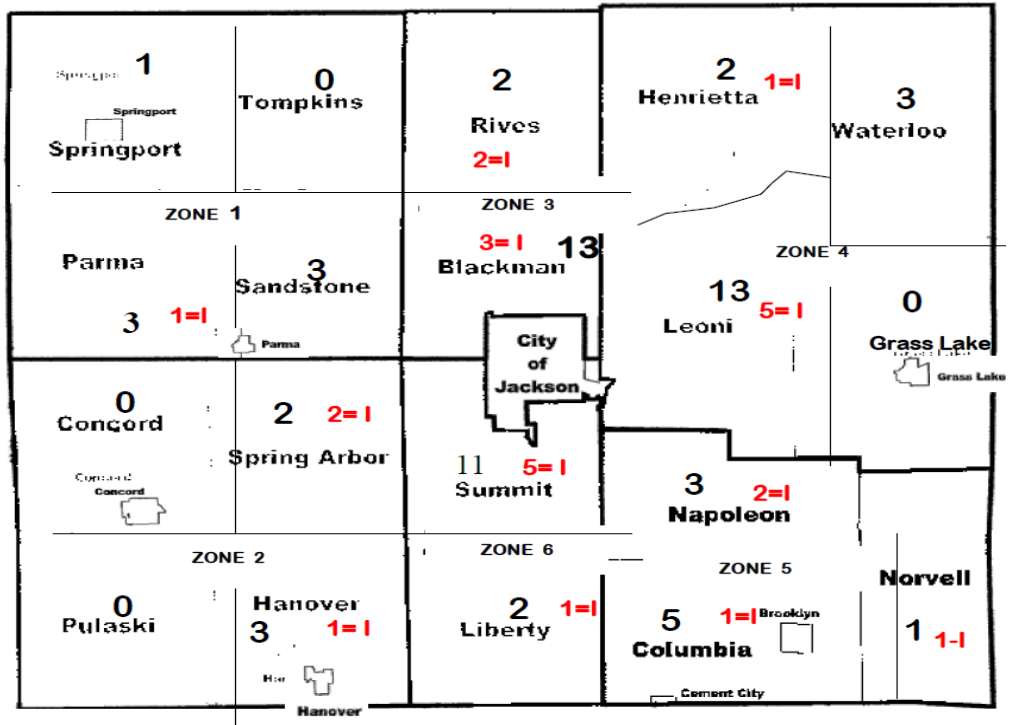 1
0
2
2
1=I
3
Springport
Tompkins
Rives
Henrietta
Waterloo
Springport
2=I
ZONE 1
ZONE 3
ZONE 4
Parma
3
Sandstone
3= I
13
Blackman
13
5= I
0
3
1=I
Leoni
Parma
City
of
Jackson
Grass Lake
Grass Lake
Grass Lake
0
2
2= I
Concord
Spring Arbor
11
5= I
Summit
3
2=I
Napoleon
Concord
Concord
ZONE 2
ZONE 6
ZONE 5
Norvell
0
Hanover
2
1=I
5
1=I
Brooklyn
1
1-I
Pulaski
3
1= I
Liberty
Columbia
Cement City
Hanover